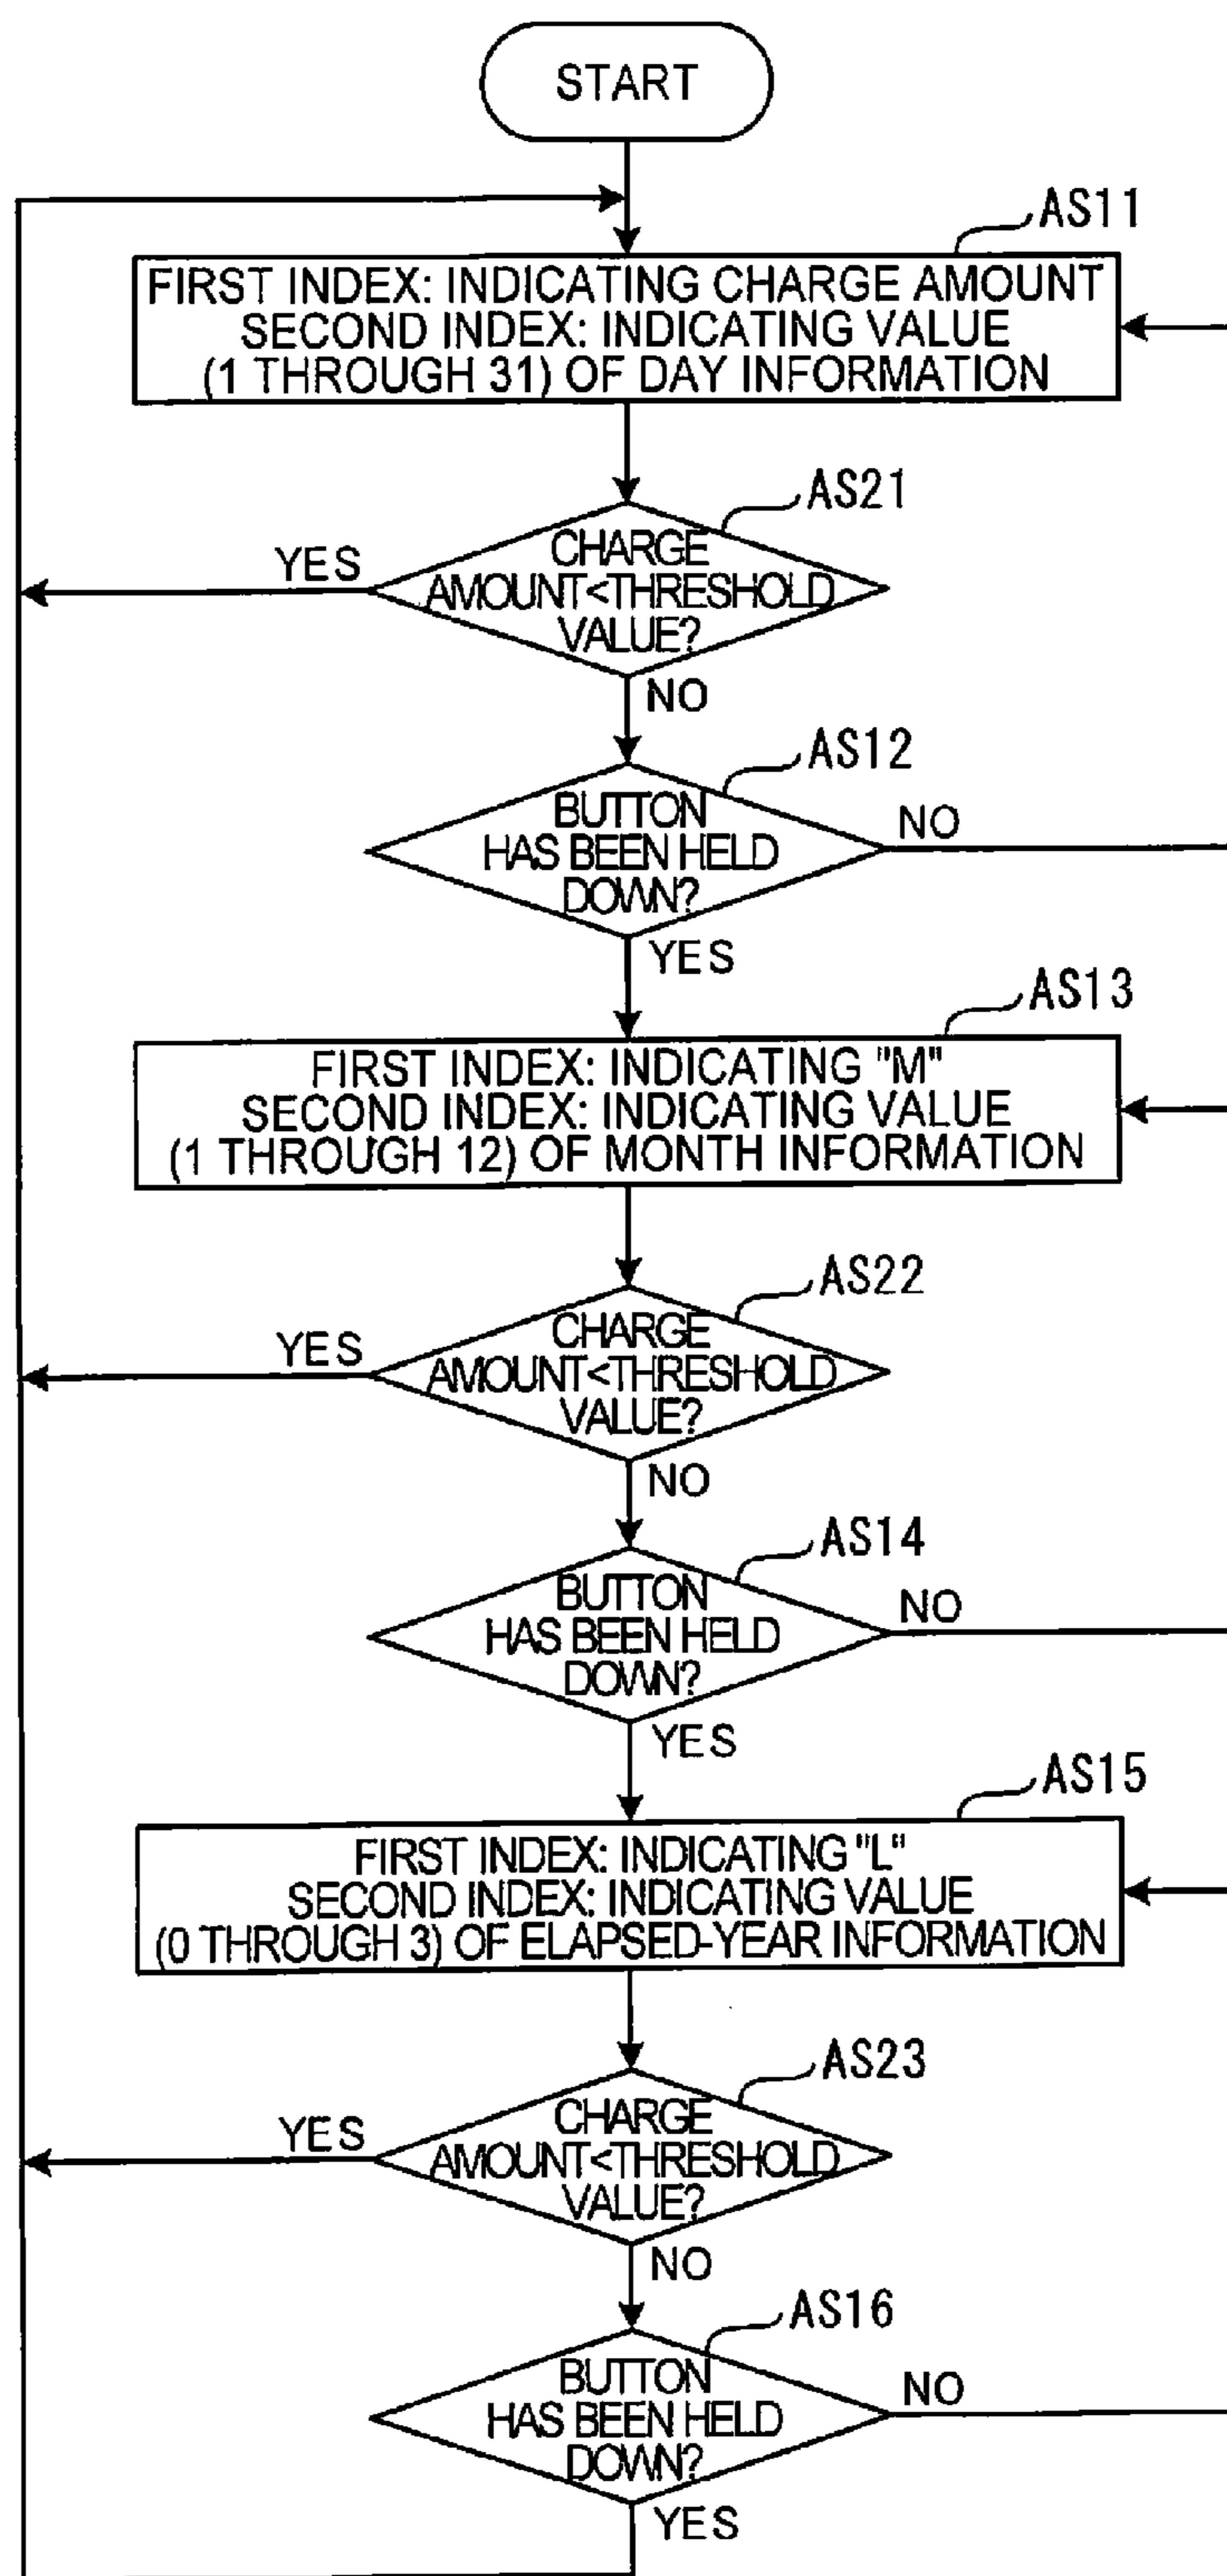 START
AS11
FIRST INDEX: INDICATING CHARGE AMOUNT
SECOND INDEX: INDICATING VALUE
(1 THROUGH 31) OF DAY INFORMATION
AS21
CHARGE
AMOUNT<THRESHOLD
VALUE?
YES
NO
AS12
BUTTON
HAS BEEN HELD
DOWN?
NO
YES
AS13
FIRST INDEX: INDICATING "M"
SECOND INDEX: INDICATING VALUE
(1 THROUGH 12) OF MONTH INFORMATION
AS22
CHARGE
AMOUNT<THRESHOLD
VALUE?
YES
NO
AS14
BUTTON
HAS BEEN HELD
DOWN?
NO
YES
AS15
FIRST INDEX: INDICATING "L"
SECOND INDEX: INDICATING VALUE
(0 THROUGH 3) OF ELAPSED-YEAR INFORMATION
AS23
CHARGE
AMOUNT<THRESHOLD
VALUE?
YES
NO
AS16
BUTTON
HAS BEEN HELD
DOWN?
NO
YES